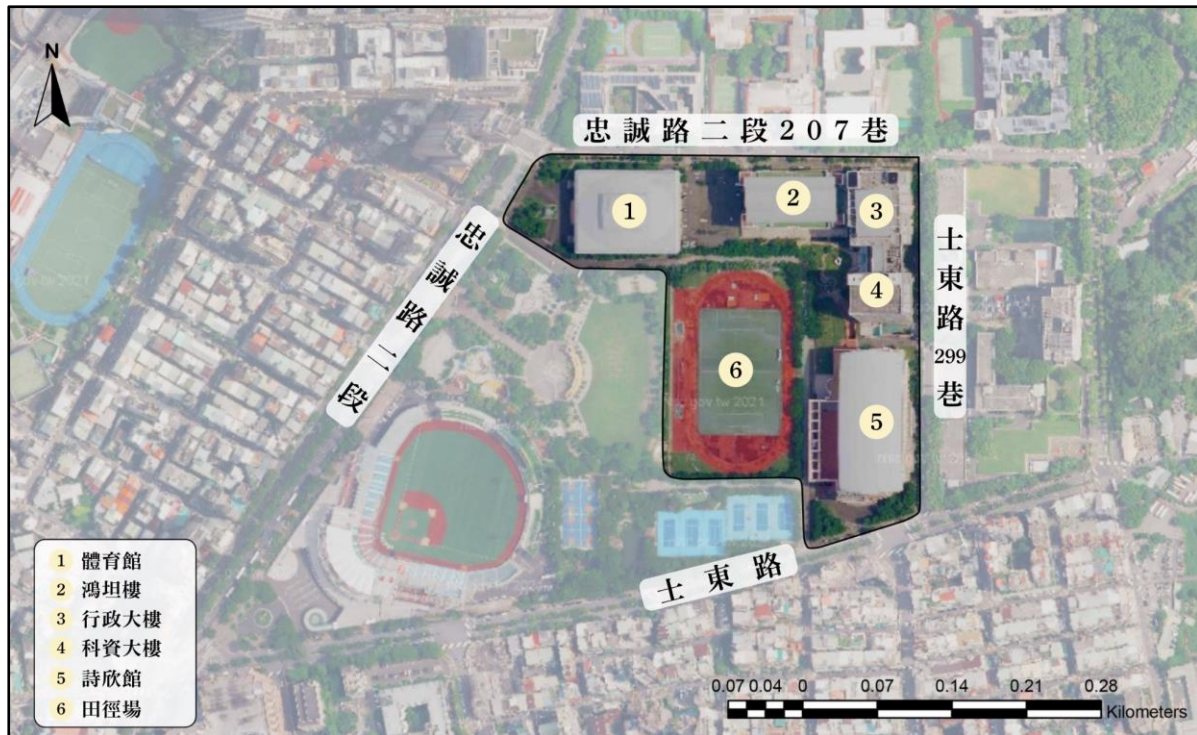 N
忠誠路二段207巷
忠誠路二段
士東路299巷
士東路
1
2
3
4
5
6
gov.tw 2021
1 體育館
2 鴻坦樓
3 行政大樓
4 科資大樓
5 詩欣館
6 田徑場
0.07 0.04 0 0.07 0.14 0.21 0.28
Kilometers